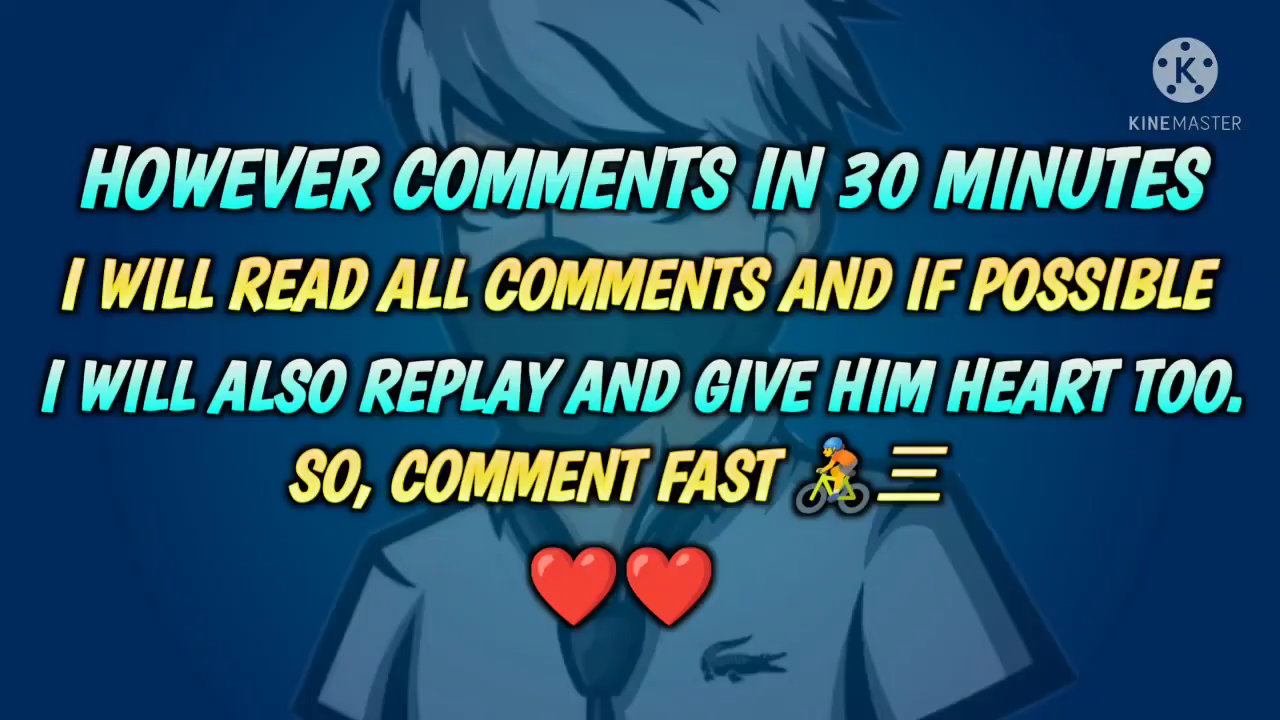 K
KINEMASTER
HOWEVER COMMENTS IN 30 MINUTES
I WILL READ ALL COMMENTS AND IF POSSIBLE
I WILL ALSO REPLAY AND GIVE HIM HEART TOO.
SO, COMMENT FAST 🚴三
❤️❤️